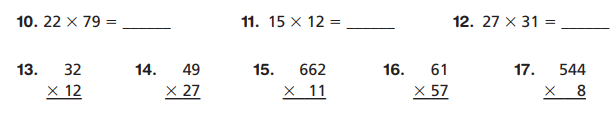 10. 22 × 79 = ______ 11. 15 × 12 = ______ 12. 27 × 31 = ______
13. 32 14. 49 15. 662 16. 61 17. 544
× 12 × 27 × 11 × 57 × 8